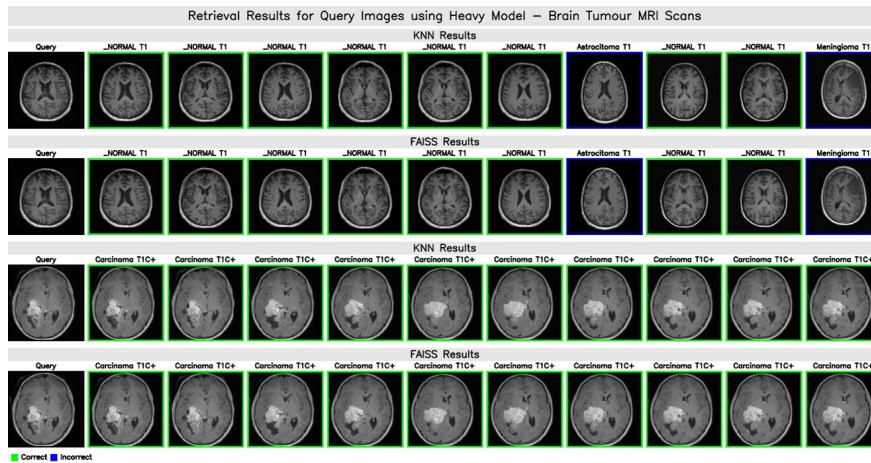 Retrieval Results for Query Images using Heavy Model – Brain Tumour MRI Scans
KNN Results
Query _NORMAL T1 _NORMAL T1 _NORMAL T1 _NORMAL T1 _NORMAL T1 _NORMAL T1 Astrocitoma T1 _NORMAL T1 _NORMAL T1 Meningioma T1
FAISS Results
Query _NORMAL T1 _NORMAL T1 _NORMAL T1 _NORMAL T1 _NORMAL T1 _NORMAL T1 Astrocitoma T1 _NORMAL T1 _NORMAL T1 Meningioma T1
KNN Results
Query Carcinoma T1C+ Carcinoma T1C+ Carcinoma T1C+ Carcinoma T1C+ Carcinoma T1C+ Carcinoma T1C+ Carcinoma T1C+ Carcinoma T1C+ Carcinoma T1C+ Carcinoma T1C+
FAISS Results
Query Carcinoma T1C+ Carcinoma T1C+ Carcinoma T1C+ Carcinoma T1C+ Carcinoma T1C+ Carcinoma T1C+ Carcinoma T1C+ Carcinoma T1C+ Carcinoma T1C+ Carcinoma T1C+
Correct Incorrect